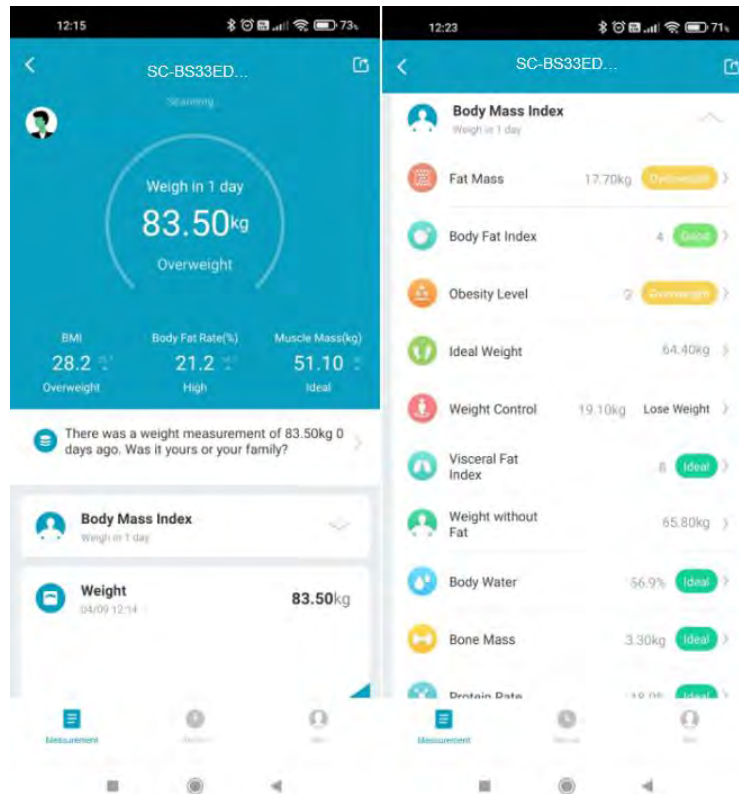 12:15
73%
SC-BS33ED...
Scanning
Weigh in 1 day
83.50kg
Overweight
BMI
Body Fat Rate(%)
Muscle Mass(kg)
28.2
21.2
51.10
Overweight
High
Ideal
There was a weight measurement of 83.50kg 0
days ago. Was it yours or your family?
Body Mass Index
Weigh in 1 day
Weight
83.50kg
04/09 12:14
Measurement
12:23
71%
SC-BS33ED...
Body Mass Index
Weigh in 1 day
Fat Mass
17.70kg
Overweight
Body Fat Index
4
Good
Obesity Level
Overweight
Ideal Weight
64.40kg
Weight Control
19.10kg
Lose Weight
Visceral Fat
Index
Ideal
Weight without
Fat
65.80kg
Body Water
56.9%
Ideal
Bone Mass
3.30kg
Ideal
Protein Rate
Ideal
Measurement